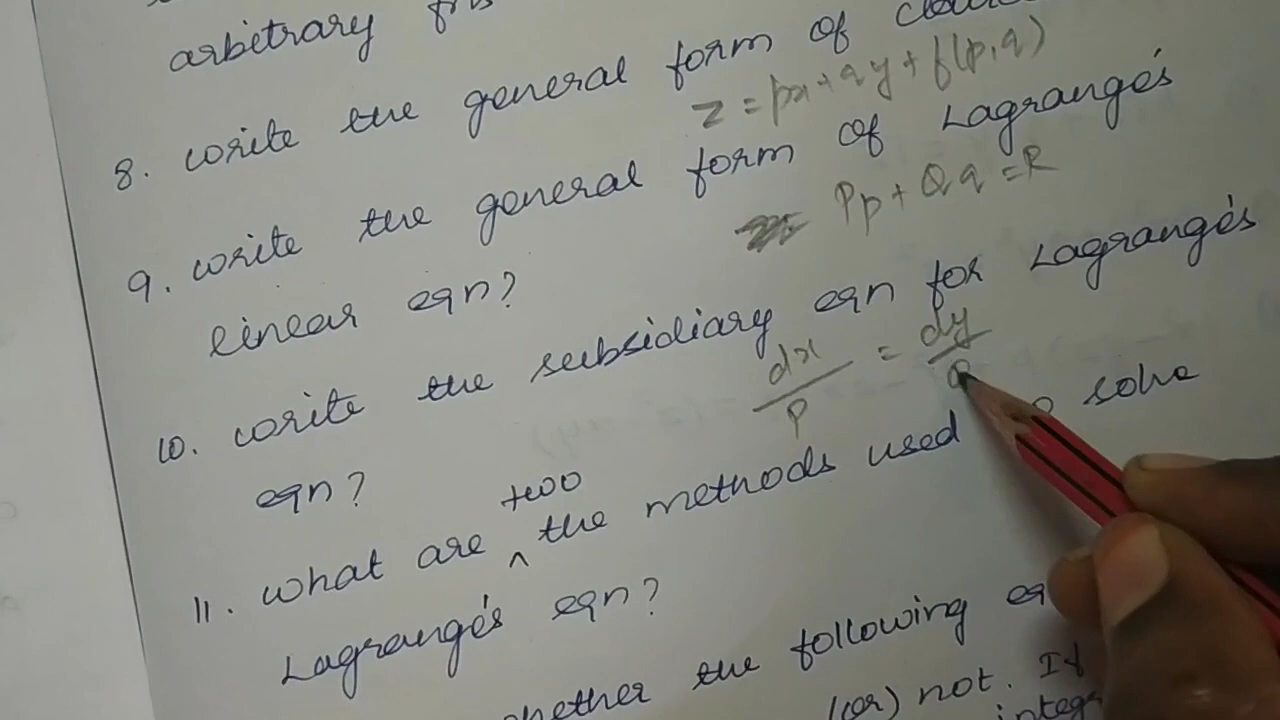 arbitrary
8. write the general form of
z = px + qy + f(p,q)
9. write the general form of Lagrange's
Pp + Qq = R
linear eqn?
10. write the subsidiary eqn for Lagrange's
dx/P = dy/Q
eqn?
11. what are two the methods used to solve
Lagrange's eqn?
whether the following
(or) not. If